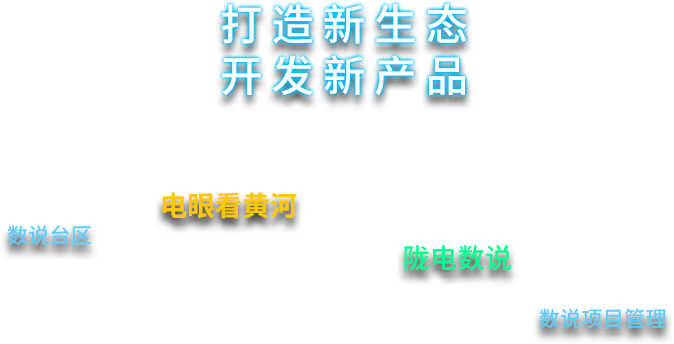 打造新生态
开发新产品
电眼看黄河
数说台区
陇电数说
数说项目管理